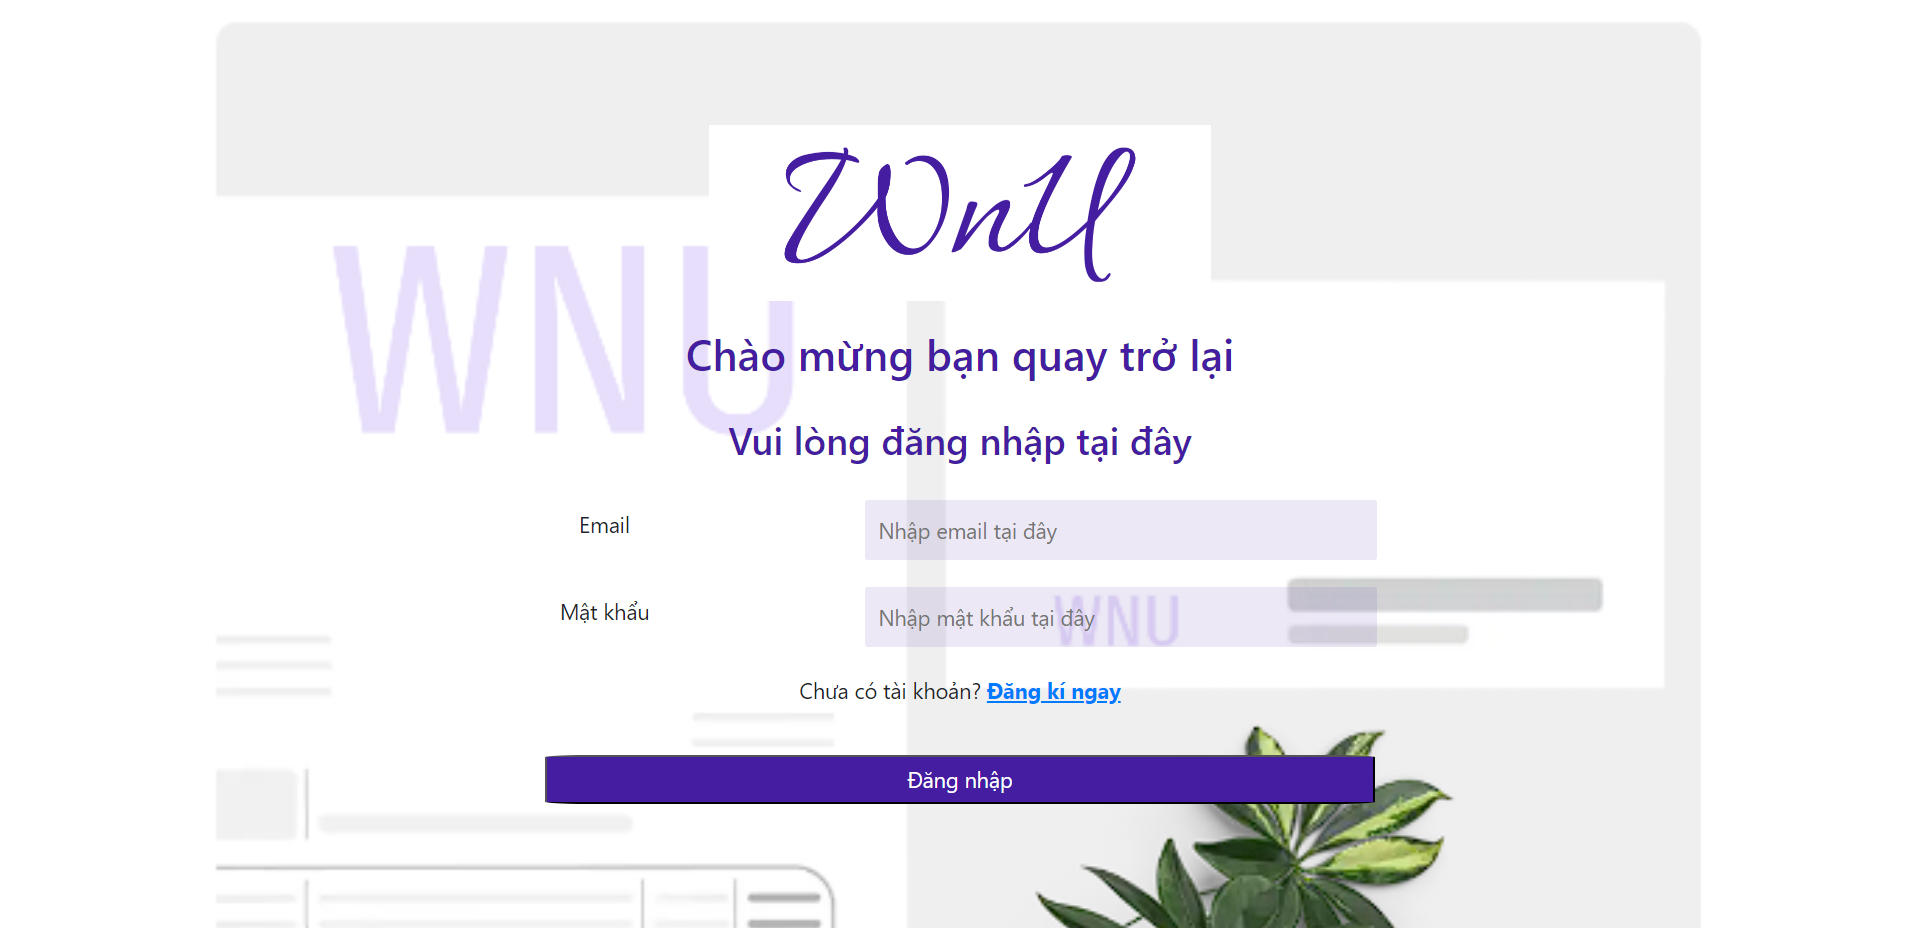 WnU
WNU
Chào mừng bạn quay trở lại
Vui lòng đăng nhập tại đây
Email
Nhập email tại đây
Mật khẩu
Nhập mật khẩu tại đây
WNU
Chưa có tài khoản? Đăng kí ngay
Đăng nhập